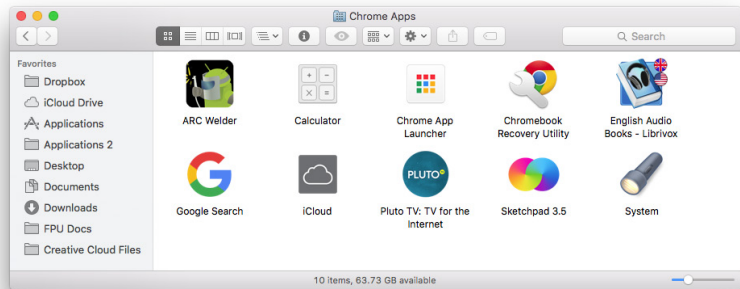 Chrome Apps
Search
Favorites
Dropbox
iCloud Drive
Applications
Applications 2
Desktop
Documents
Downloads
FPU Docs
Creative Cloud Files
ARC Welder
Calculator
Chrome App
Launcher
Chromebook
Recovery Utility
English Audio
Books - Librivox
PLUTO
Google Search
iCloud
Pluto TV: TV for the
Internet
Sketchpad 3.5
System
10 items, 63.73 GB available